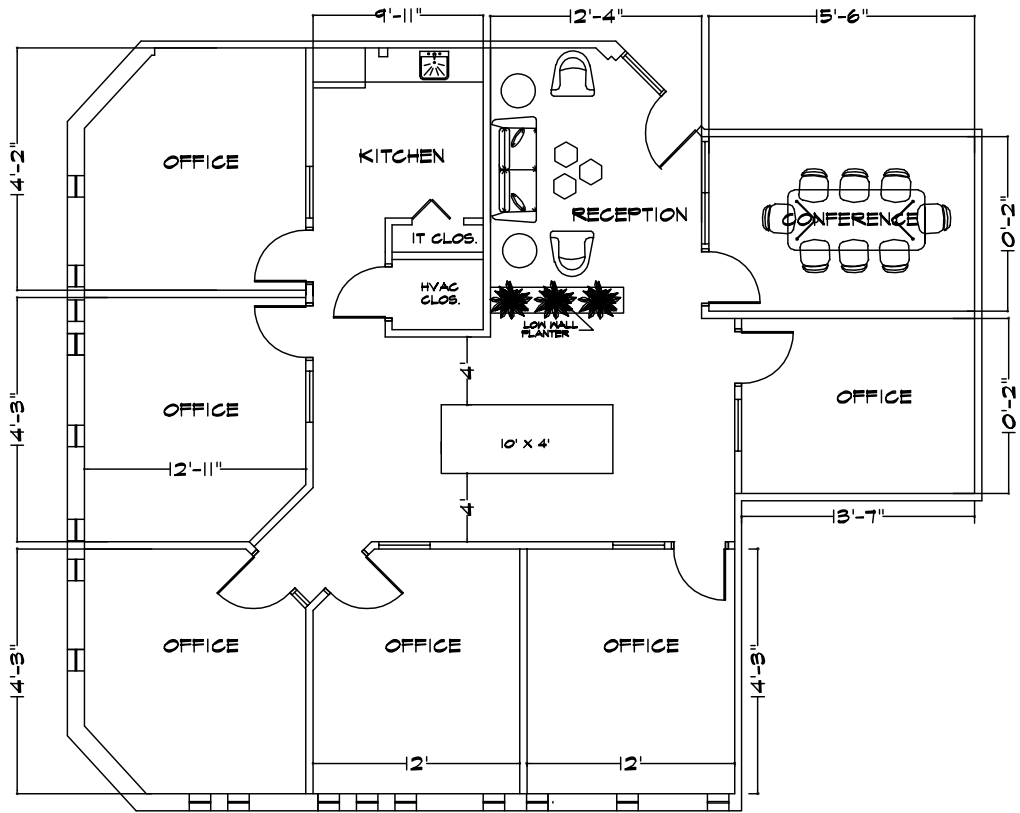 9'-11"
12'-4"
15'-6"
14'-2"
OFFICE
KITCHEN
RECEPTION
CONFERENCE
10'-2"
IT CLOS.
HVAC
CLOS.
LOW WALL
PLANTER
4'
14'-3"
OFFICE
10' X 4'
OFFICE
10'-2"
12'-11"
4'
13'-7"
14'-3"
OFFICE
OFFICE
OFFICE
14'-3"
12'
12'